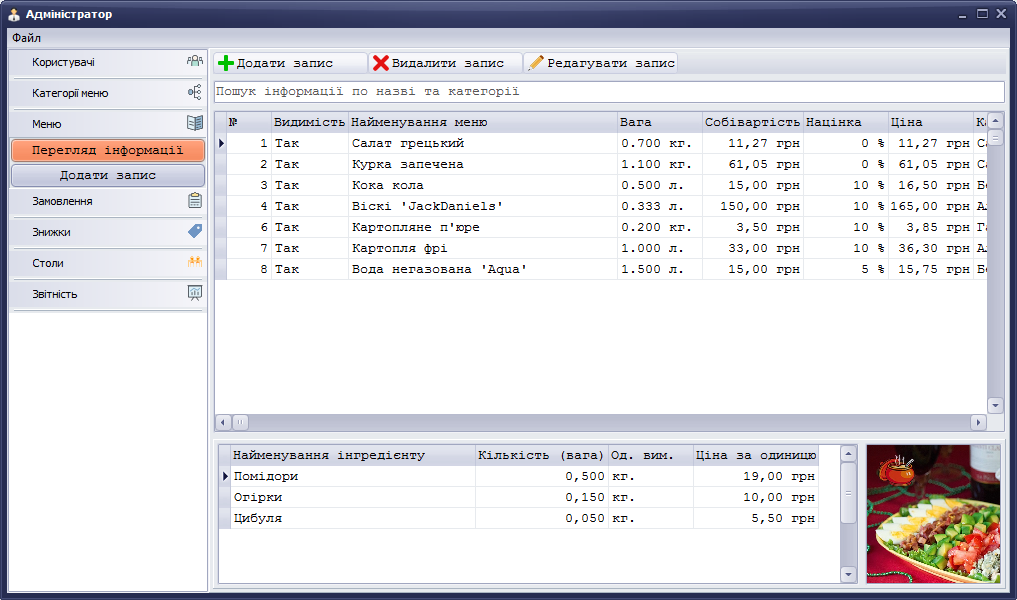 Адміністратор
Файл
Користувачі
Категорії меню
Меню
Перегляд інформації
Додати запис
Замовлення
Знижки
Столи
Звітність
Додати запис Видалити запис Редагувати запис
Пошук інформації по назві та категорії
№ Видимість Найменування меню Вага Собівартість Націнка Ціна
1 Так Салат грецький 0.700 кг. 11,27 грн 0 % 11,27 грн
2 Так Курка запечена 1.100 кг. 61,05 грн 0 % 61,05 грн
3 Так Кока кола 0.500 л. 15,00 грн 10 % 16,50 грн
4 Так Віскі 'JackDaniels' 0.333 л. 150,00 грн 10 % 165,00 грн
6 Так Картопляне п'юре 0.200 кг. 3,50 грн 10 % 3,85 грн
7 Так Картопля фрі 1.000 л. 33,00 грн 10 % 36,30 грн
8 Так Вода негазована 'Aqua' 1.500 л. 15,00 грн 5 % 15,75 грн
Найменування інгредієнту Кількість (вага) Од. вим. Ціна за одиницю
Помідори 0,500 кг. 19,00 грн
Огірки 0,150 кг. 10,00 грн
Цибуля 0,050 кг. 5,50 грн